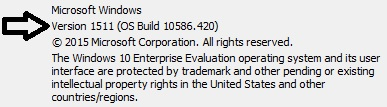 Microsoft Windows
Version 1511 (OS Build 10586.420)
© 2015 Microsoft Corporation. All rights reserved.
The Windows 10 Enterprise Evaluation operating system and its user
interface are protected by trademark and other pending or existing
intellectual property rights in the United States and other
countries/regions.